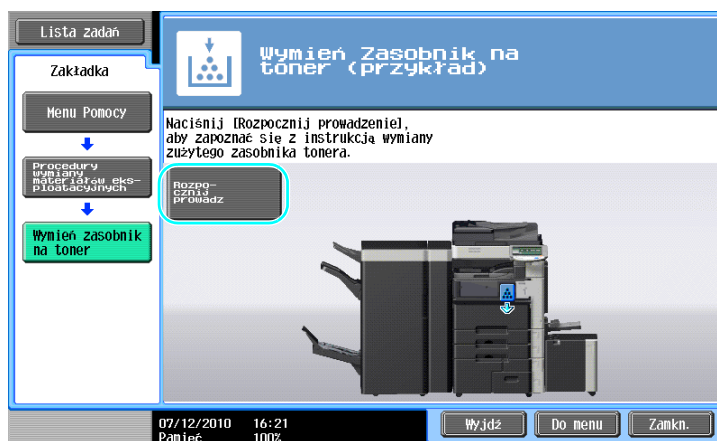 Lista zadań
Zakładka
Menu Pomocy
Procedury
wymiany
materiałów eks-
ploatacyjnych
Wymień zasobnik
na toner
Wymień Zasobnik na
toner (przykład)
Naciśnij [Rozpocznij prowadzenie],
aby zapoznać się z instrukcją wymiany
zużytego zasobnika tonera.
Rozpo-
cznij
prowadz
07/12/2010 16:21
Pamięć 100%
Wyjdź
Do menu
Zamkn.